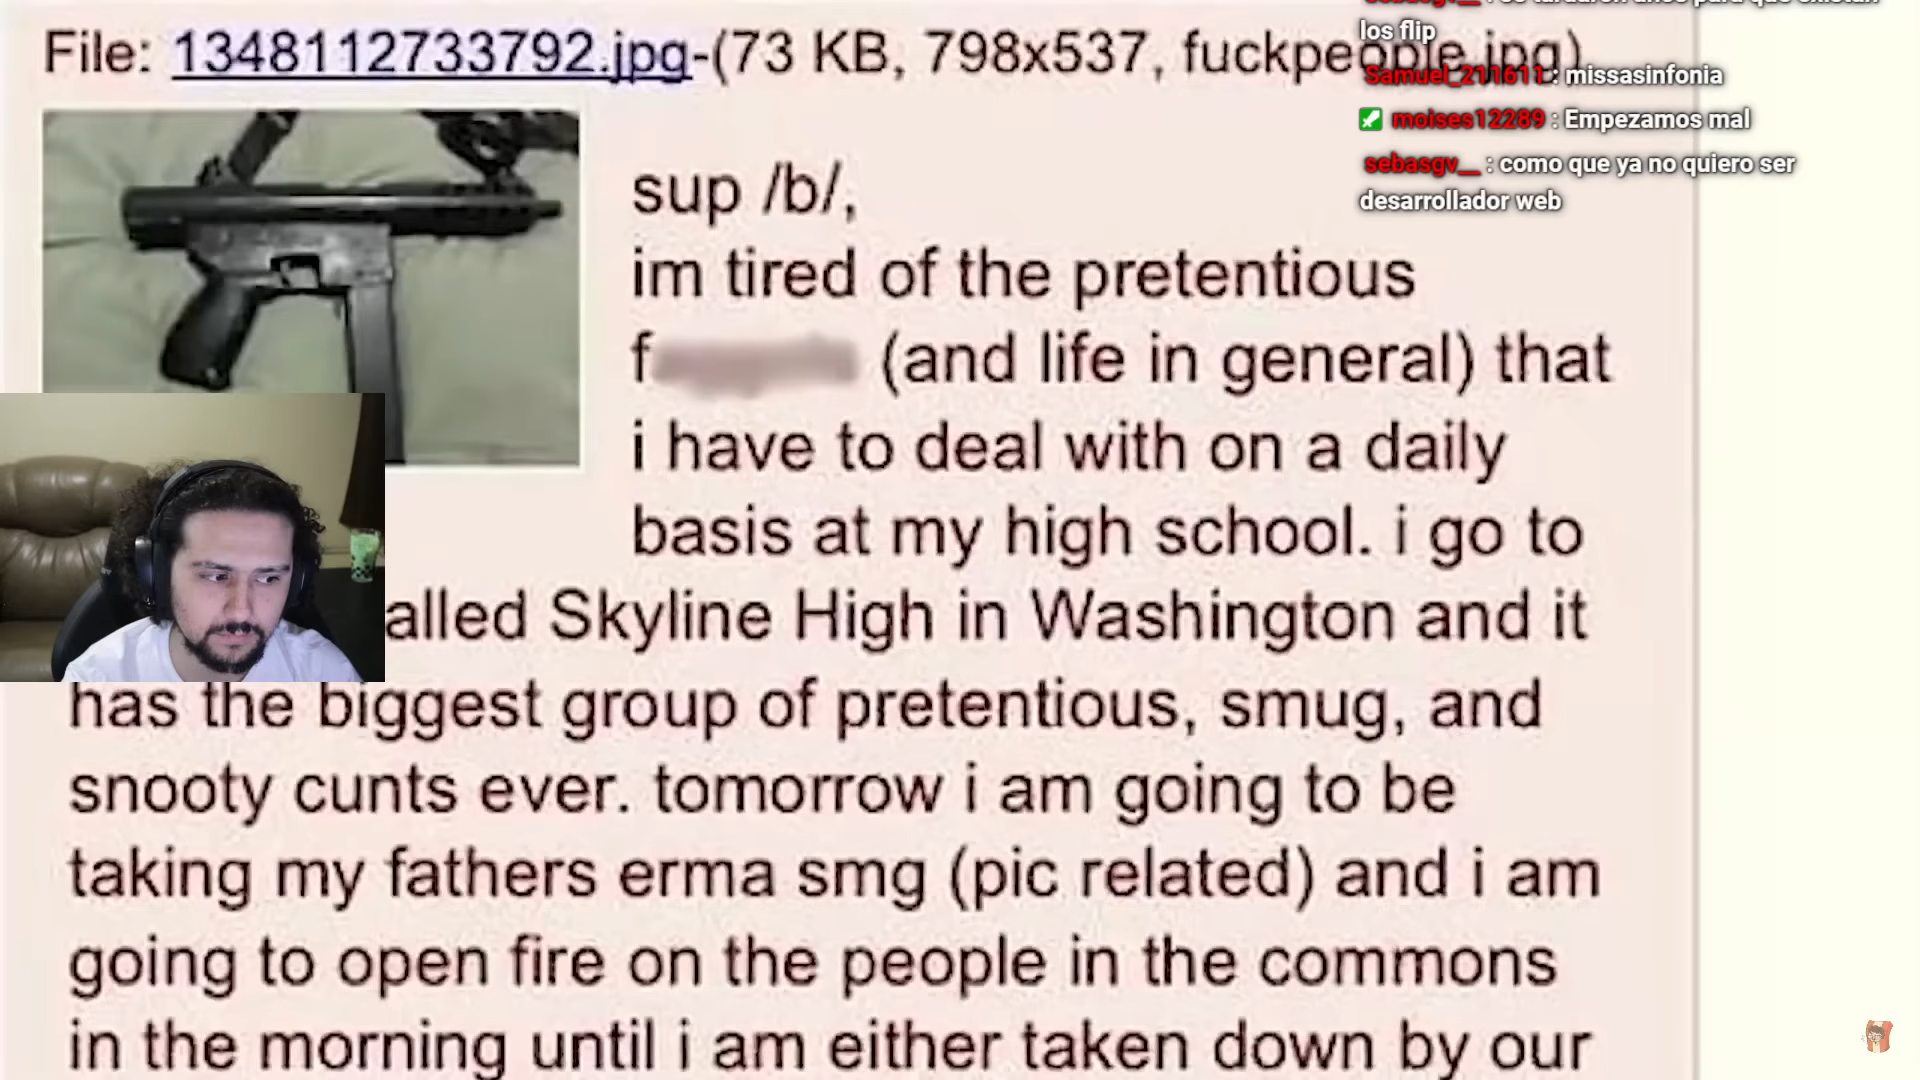 File: 1348112733792.jpg-(73 KB, 798x537, fuckpeople.jpg)
sup /b/,
im tired of the pretentious
f (and life in general) that
i have to deal with on a daily
basis at my high school. i go to
alled Skyline High in Washington and it
has the biggest group of pretentious, smug, and
snooty cunts ever. tomorrow i am going to be
taking my fathers erma smg (pic related) and i am
going to open fire on the people in the commons
in the morning until i am either taken down by our
los flip
Samuel_211611 : missasinfonia
moises12289 : Empezamos mal
sebasgv__ : como que ya no quiero ser
desarrollador web